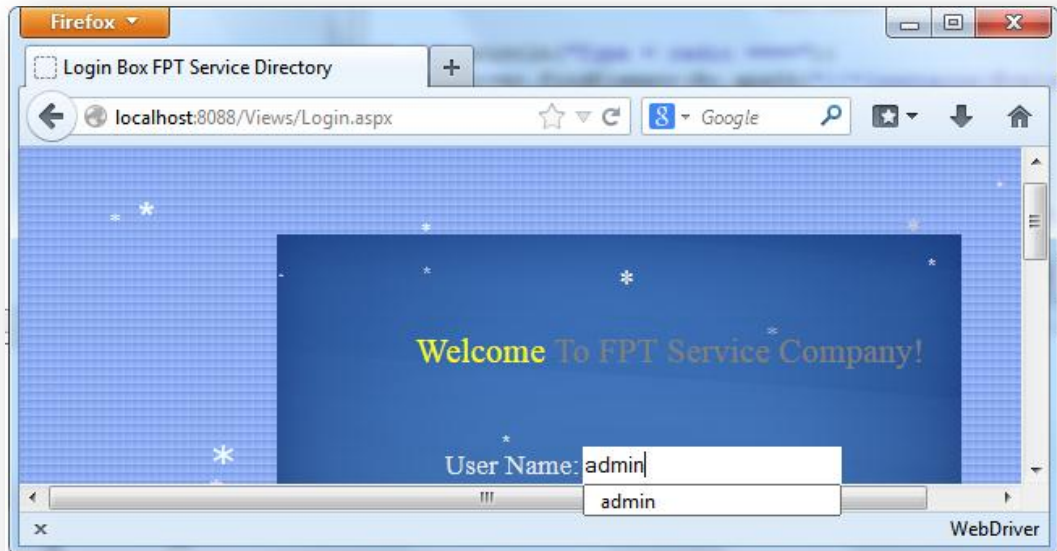 Firefox
Login Box FPT Service Directory
localhost:8088/Views/Login.aspx
8 Google
Welcome To FPT Service Company!
User Name: admin
admin
WebDriver